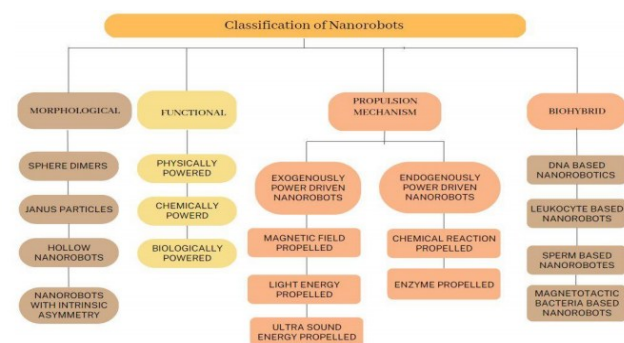 Classification of Nanorobots
MORPHOLOGICAL
SPHERE DIMERS
JANUS PARTICLES
HOLLOW
NANOROBOTS
NANOROBOTS
WITH INTRINSIC
ASYMMETRY
FUNCTIONAL
PHYSICALLY
POWERED
CHEMICALLY
POWERD
BIOLOGICALLY
POWERED
PROPULSION
MECHANISM
EXOGENOUSLY
POWER DRIVEN
NANOROBOTS
MAGNETIC FIELD
PROPELLED
LIGHT ENERGY
PROPELLED
ULTRA SOUND
ENERGY PROPELLED
ENDOGENOUSLY
POWER DRIVEN
NANOROBOTS
CHEMICAL REACTION
PROPELLED
ENZYME PROPELLED
BIOHYBRID
DNA BASED
NANOROBOTICS
LEUKOCYTE BASED
NANOROBOTS
SPERM BASED
NANOROBOTES
MAGNETOTACTIC
BACTERIA BASED
NANOROBOTS